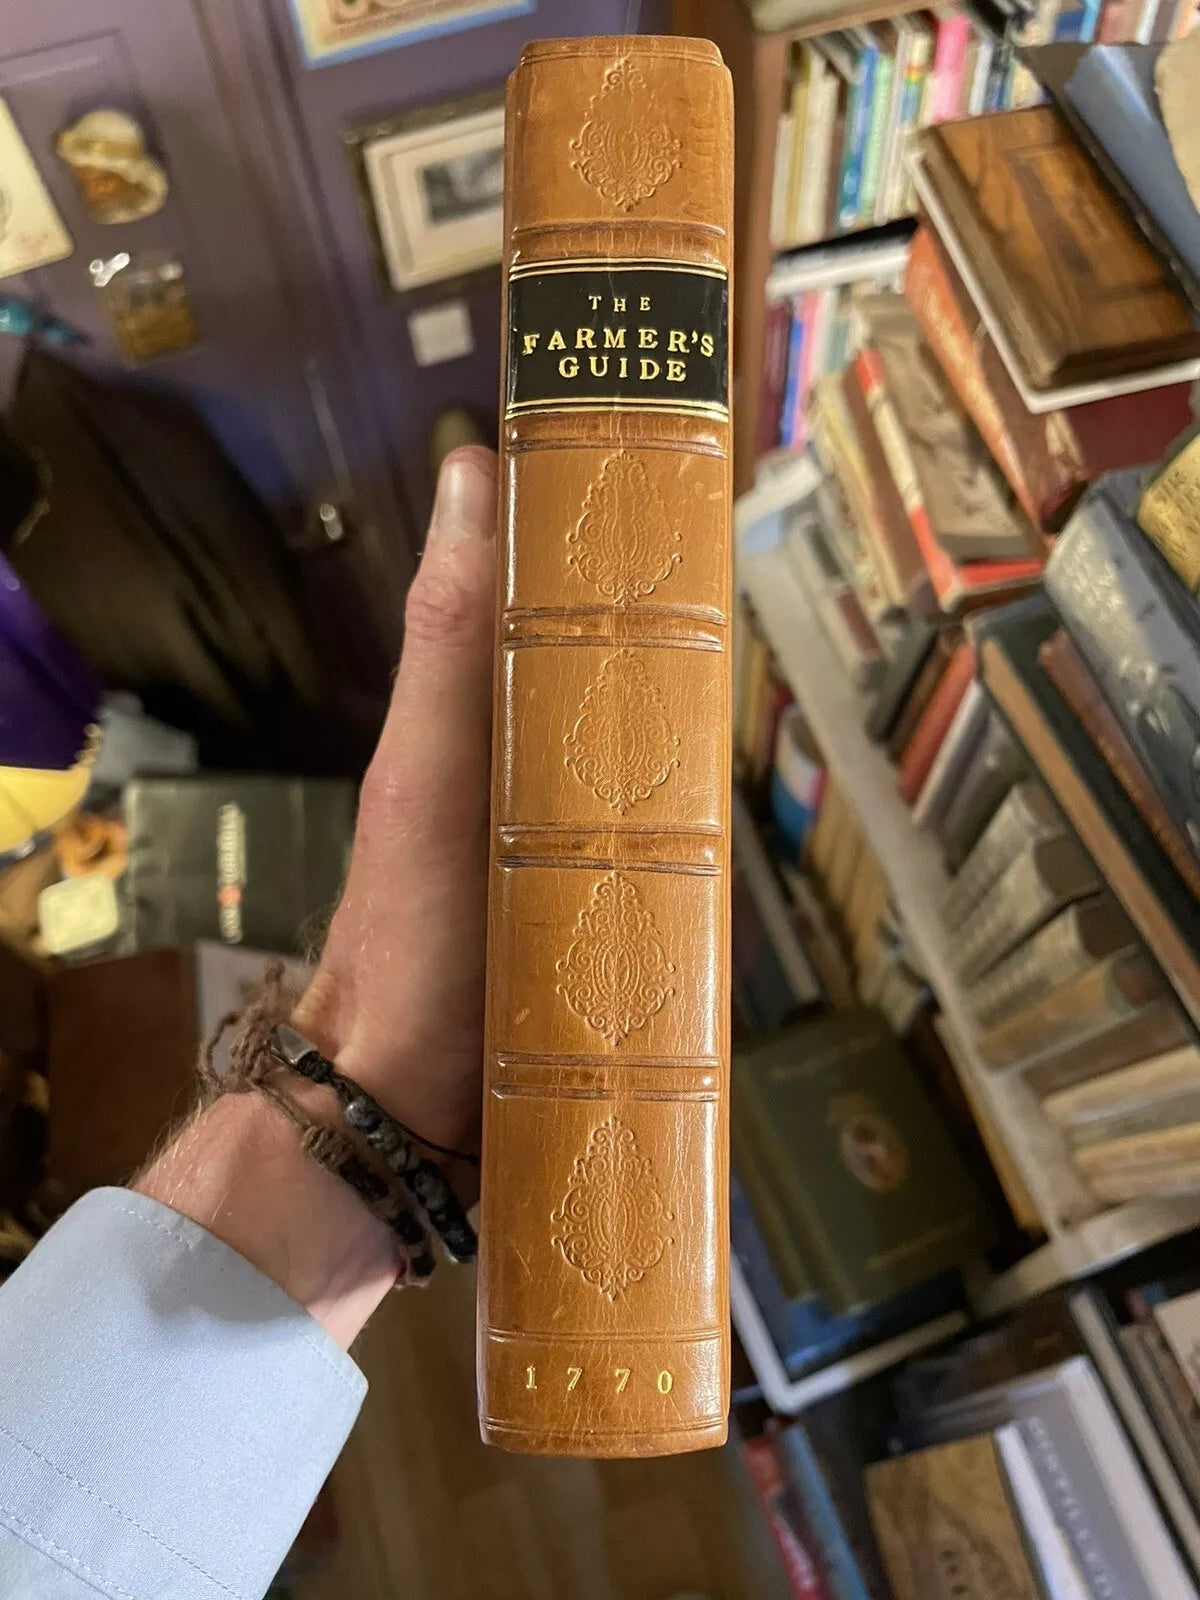 THE
FARMER'S
GUIDE
1770